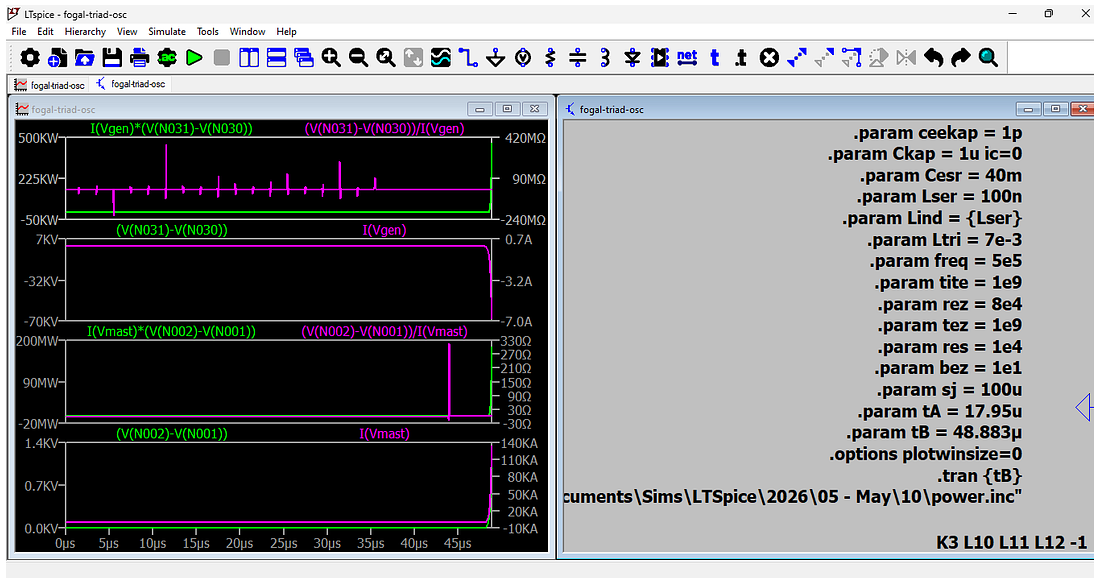 LTspice - fogal-triad-osc
File Edit Hierarchy View Simulate Tools Window Help
.ac net t .t
fogal-triad-osc fogal-triad-osc
fogal-triad-osc
I(Vgen)*(V(N031)-V(N030)) (V(N031)-V(N030))/I(Vgen)
500KW 420MΩ
225KW 90MΩ
-50KW -240MΩ
(V(N031)-V(N030)) I(Vgen)
7KV 0.7A
-32KV -3.2A
-70KV -7.0A
I(Vmast)*(V(N002)-V(N001)) (V(N002)-V(N001))/I(Vmast)
200MW 330Ω
270Ω
210Ω
90MW 150Ω
90Ω
30Ω
-20MW -30Ω
(V(N002)-V(N001)) I(Vmast)
1.4KV 140KA
110KA
80KA
0.7KV 50KA
20KA
0.0KV -10KA
0µs 5µs 10µs 15µs 20µs 25µs 30µs 35µs 40µs 45µs
fogal-triad-osc
.param ceekap = 1p
.param Ckap = 1u ic=0
.param Cesr = 40m
.param Lser = 100n
.param Lind = {Lser}
.param Ltri = 7e-3
.param freq = 5e5
.param tite = 1e9
.param rez = 8e4
.param tez = 1e9
.param res = 1e4
.param bez = 1e1
.param sj = 100u
.param tA = 17.95u
.param tB = 48.883µ
.options plotwinsize=0
.tran {tB}
cuments\Sims\LTSpice\2026\05 - May\10\power.inc"
K3 L10 L11 L12 -1